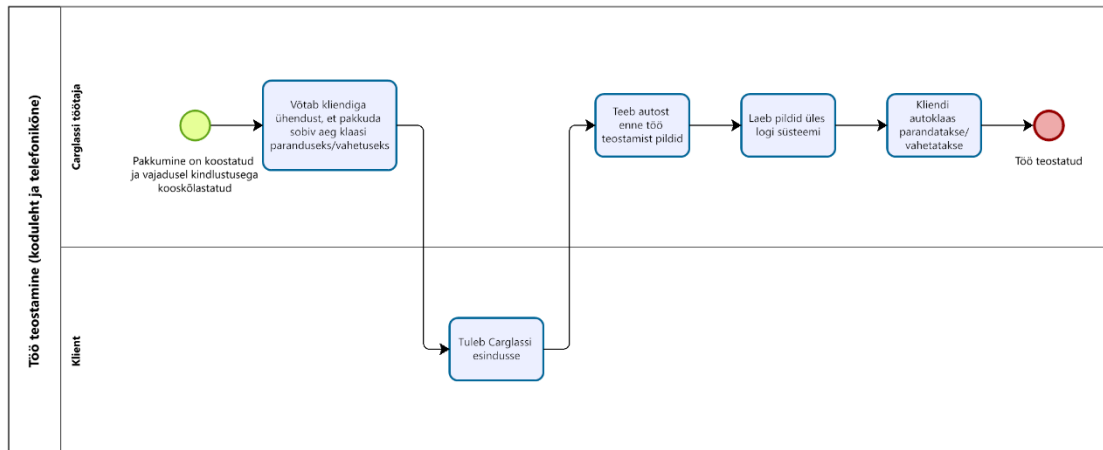 Töö teostamine (koduleht ja telefonikõne)
Carglassi töötaja
Pakkumine on koostatud
ja vajadusel kindlustusega
kooskõlastatud
Võtab kliendiga
ühendust, et pakkuda
sobiv aeg klaasi
paranduseks/vahetuseks
Teeb autost
enne töö
teostamist pildid
Laeb pildid üles
logi süsteemi
Kliendi
autoklaas
parandatakse/
vahetatakse
Töö teostatud
Klient
Tuleb Carglassi
esindusse